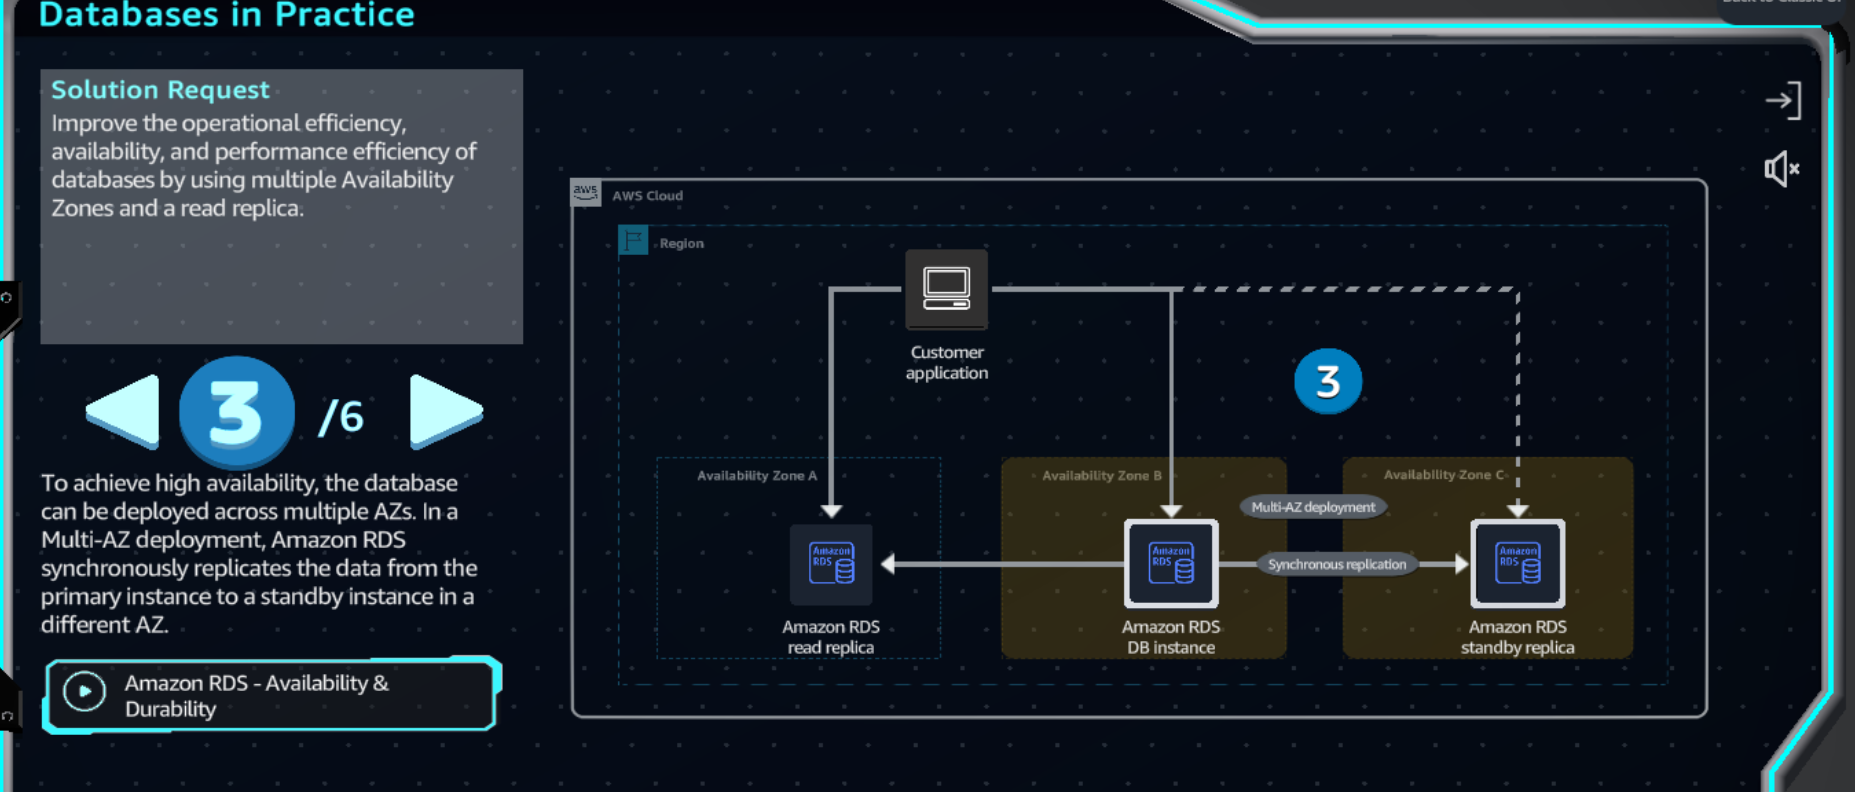 Databases in Practice
Solution Request
Improve the operational efficiency,
availability, and performance efficiency of
databases by using multiple Availability
Zones and a read replica.
3
/6
To achieve high availability, the database
can be deployed across multiple AZs. In a
Multi-AZ deployment, Amazon RDS
synchronously replicates the data from the
primary instance to a standby instance in a
different AZ.
Amazon RDS - Availability &
Durability
aws
AWS Cloud
Region
Customer
application
3
Availability Zone A
Availability Zone B
Availability Zone C
Multi-AZ deployment
Synchronous replication
Amazon
RDS
Amazon RDS
read replica
Amazon
RDS
Amazon RDS
DB instance
Amazon
RDS
Amazon RDS
standby replica